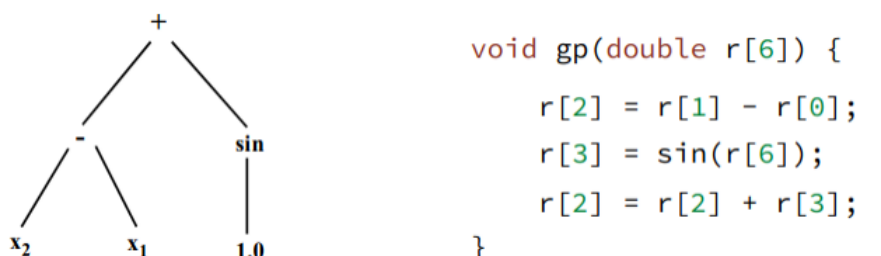 +
-
sin
x₂
x₁
1.0
void gp(double r[6]) {
r[2] = r[1] - r[0];
r[3] = sin(r[6]);
r[2] = r[2] + r[3];
}